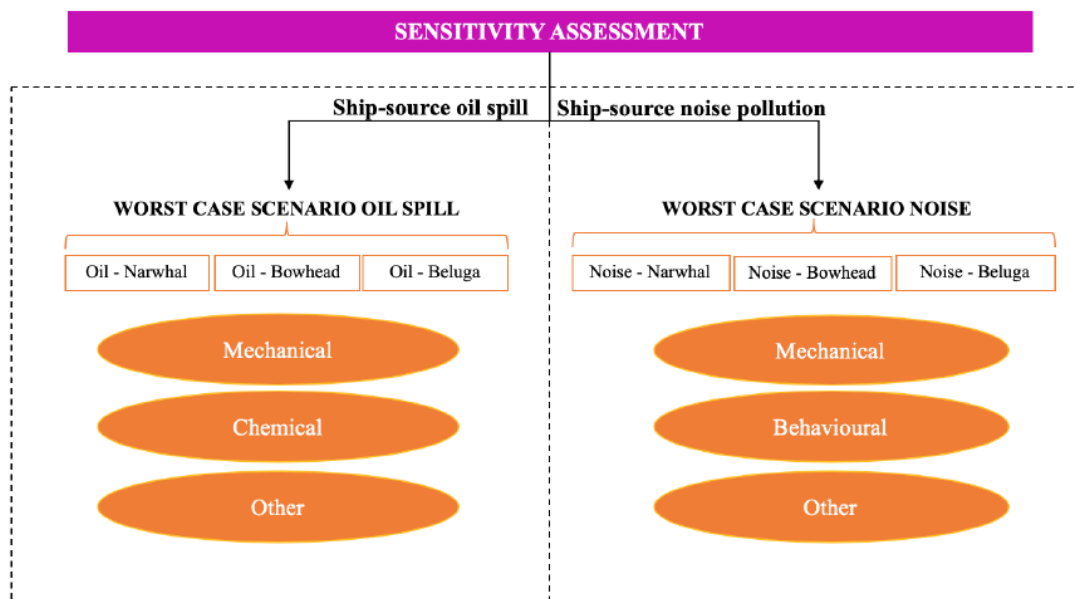 SENSITIVITY ASSESSMENT
Ship-source oil spill
Ship-source noise pollution
WORST CASE SCENARIO OIL SPILL
WORST CASE SCENARIO NOISE
Oil - Narwhal
Oil - Bowhead
Oil - Beluga
Noise - Narwhal
Noise - Bowhead
Noise - Beluga
Mechanical
Mechanical
Chemical
Behavioural
Other
Other